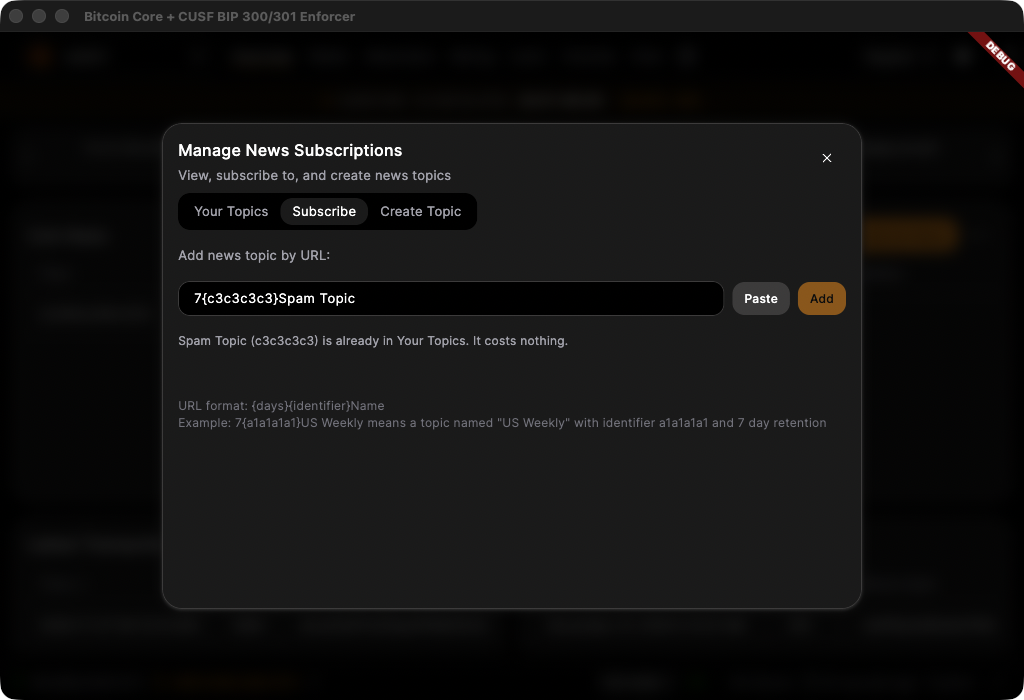 Bitcoin Core + CUSF BIP 300/301 Enforcer
DEBUG
Manage News Subscriptions
View, subscribe to, and create news topics
Your Topics Subscribe Create Topic
Add news topic by URL:
7{c3c3c3c3}Spam Topic
Paste
Add
Spam Topic (c3c3c3c3) is already in Your Topics. It costs nothing.
URL format: {days}{identifier}Name
Example: 7{a1a1a1a1}US Weekly means a topic named "US Weekly" with identifier a1a1a1a1 and 7 day retention